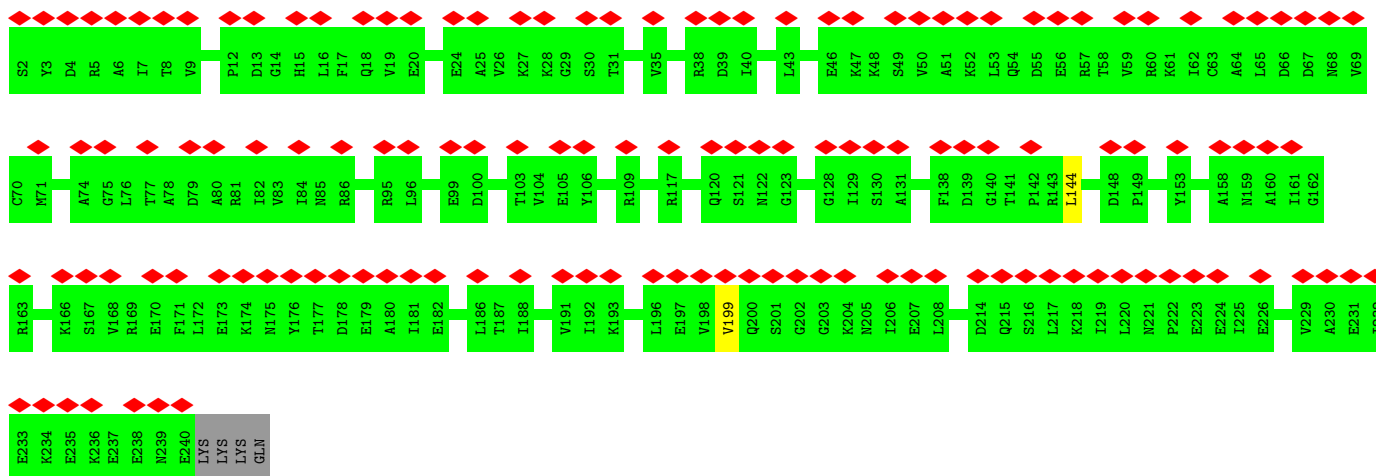 S2 Y3 D4 R5 A6 I7 T8 V9 P12 D13 G14 H15 L16 F17 Q18 V19 E20 E24 A25 V26 K27 K28 G29 S30 T31 V35 R38 D39 I40 L43 E46 K47 K48 S49 V50 A51 K52 L53 Q54 D55 E56 R57 T58 V59 R60 K61 I62 C63 A64 L65 D66 D67 N68 V69
C70 M71 A74 G75 L76 T77 A78 D79 A80 R81 I82 V83 I84 N85 R86 R95 L96 E99 D100 T103 V104 E105 Y106 R109 R117 Q120 S121 N122 G123 G128 I129 S130 A131 F138 D139 G140 T141 P142 R143 L144 D148 P149 Y153 A158 N159 A160 I161 G162
R163 K166 S167 V168 R169 E170 F171 L172 E173 K174 N175 Y176 T177 D178 E179 A180 I181 E182 L186 T187 I188 V191 I192 K193 L196 E197 V198 V199 Q200 S201 G202 G203 K204 N205 I206 E207 L208 D214 Q215 S216 L217 K218 I219 L220 N221 P222 E223 E224 I225 E226 V229 A230 E231
E233 K234 E235 K236 E237 E238 N239 E240 LYS LYS LYS GLN